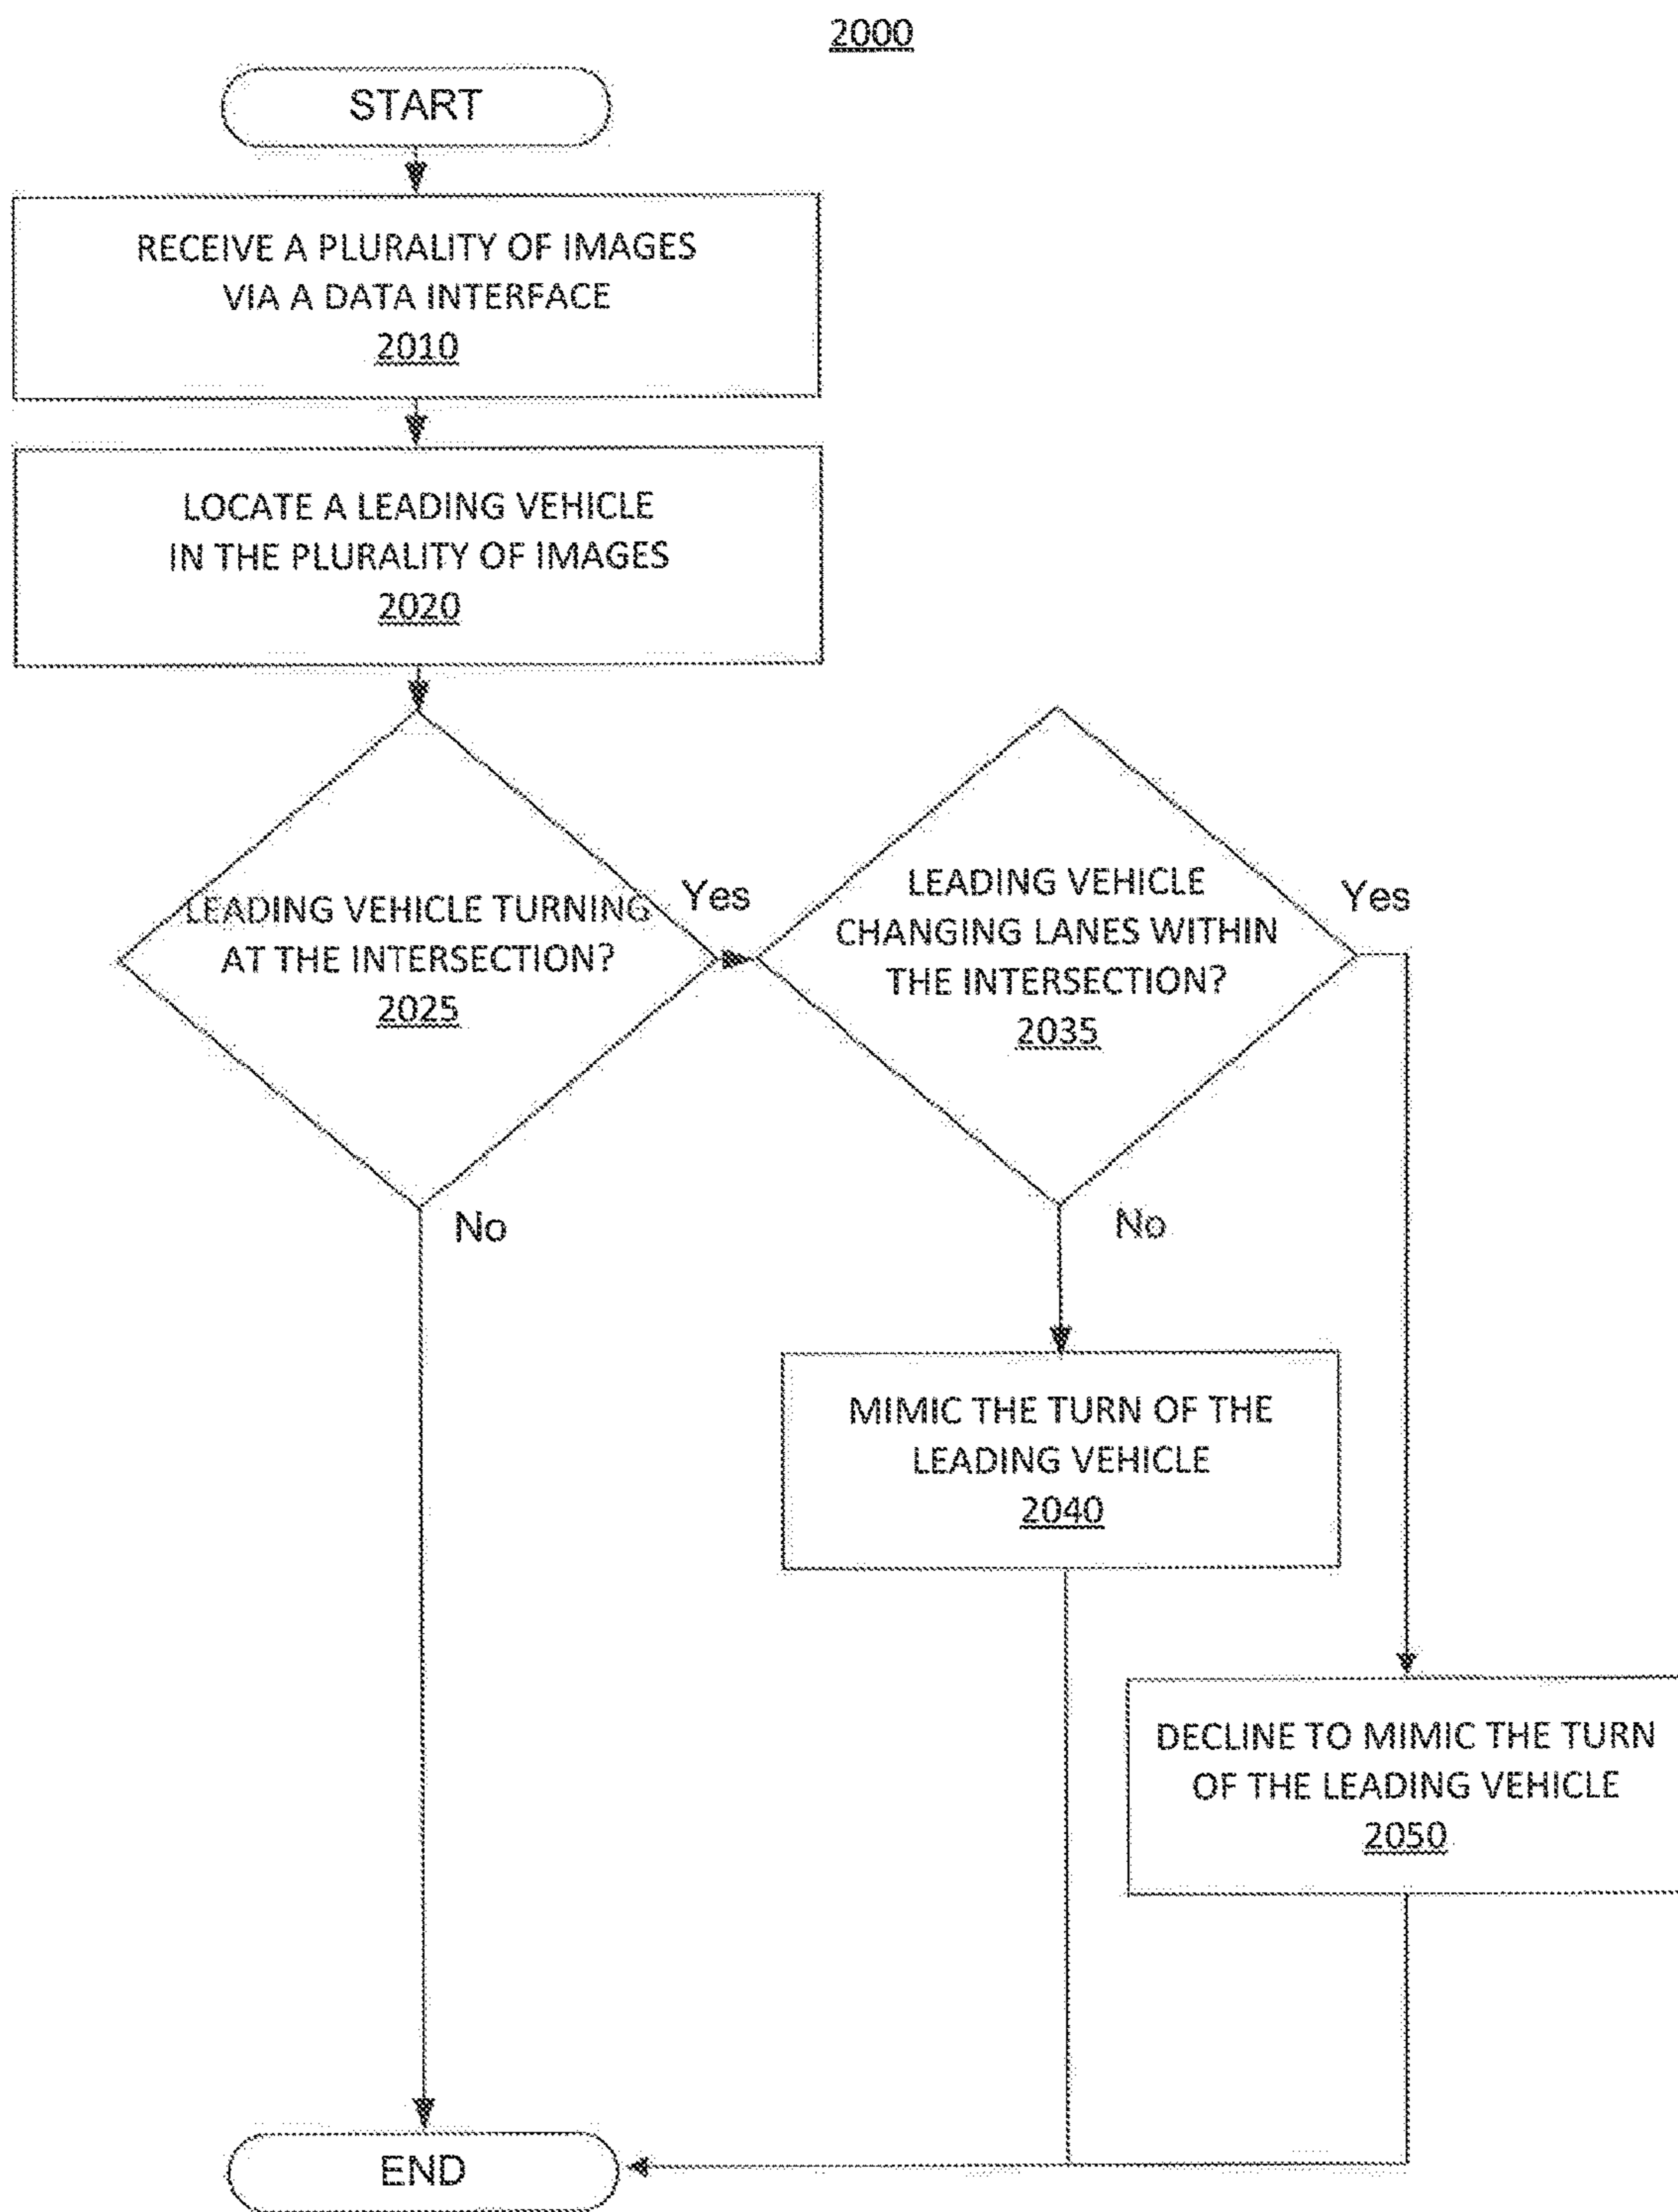 2000
START
RECEIVE A PLURALITY OF IMAGES
VIA A DATA INTERFACE
2010
LOCATE A LEADING VEHICLE
IN THE PLURALITY OF IMAGES
2020
LEADING VEHICLE TURNING
AT THE INTERSECTION?
2025
Yes
No
LEADING VEHICLE
CHANGING LANES WITHIN
THE INTERSECTION?
2035
Yes
No
MIMIC THE TURN OF THE
LEADING VEHICLE
2040
DECLINE TO MIMIC THE TURN
OF THE LEADING VEHICLE
2050
END